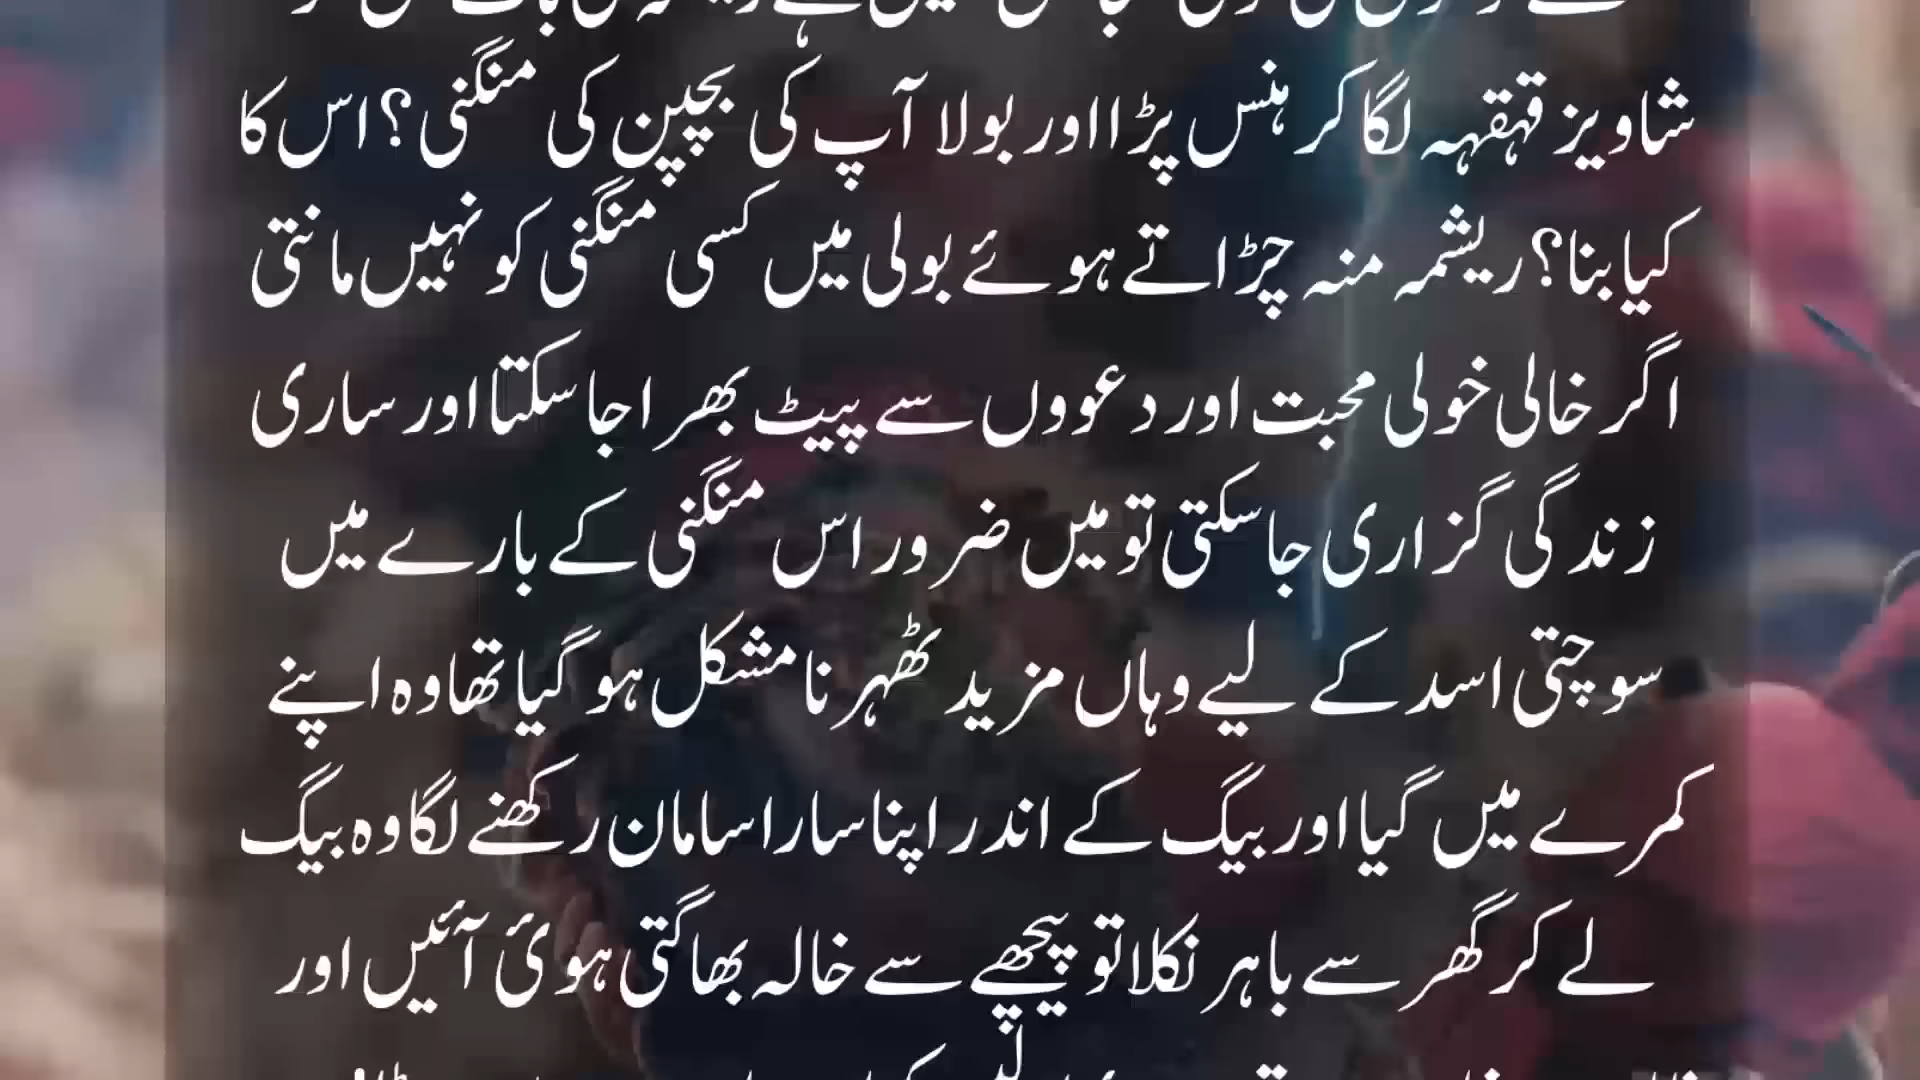 شاویز قہقہہ لگا کر ہنس پڑا اور بولا آپ کی بچپن کی منگنی؟ اس کا
کیا بنا؟ ریشمہ منہ چڑاتے ہوئے بولی میں کسی منگنی کو نہیں مانتی
اگر خالی خولی محبت اور دعووں سے پیٹ بھرا جا سکتا اور ساری
زندگی گزاری جا سکتی تو میں ضرور اس منگنی کے بارے میں
سوچتی اسد کے لیے وہاں مزید ٹھہرنا مشکل ہو گیا تھا وہ اپنے
کمرے میں گیا اور بیگ کے اندر اپنا سارا سامان رکھنے لگا وہ بیگ
لے کر گھر سے باہر نکلا تو پیچھے سے خالہ بھاگتی ہوئ آئیں اور